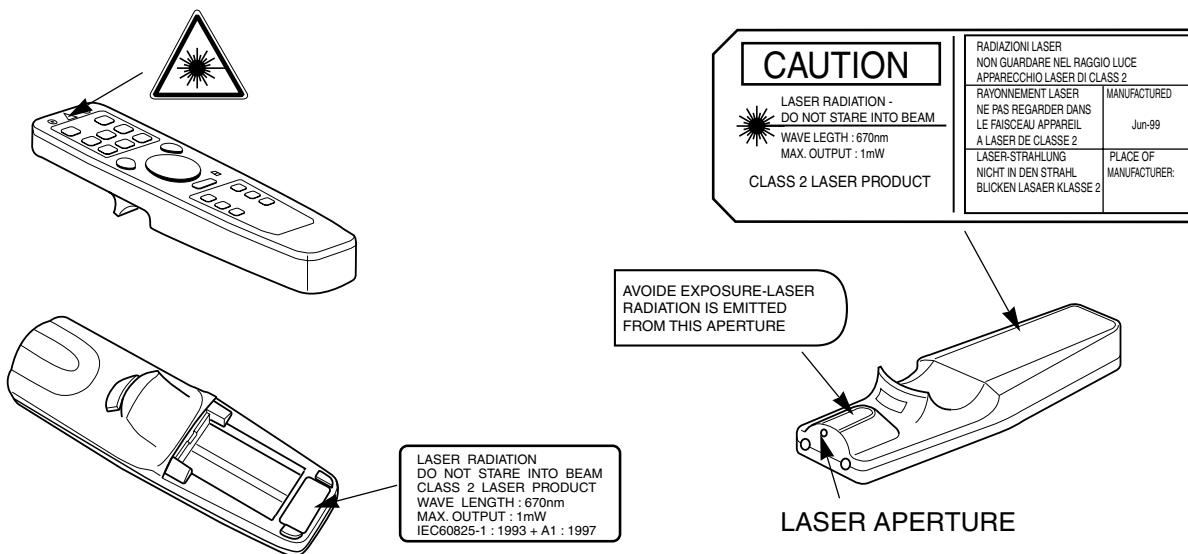 CAUTION
LASER RADIATION -
DO NOT STARE INTO BEAM
WAVE LEGTH : 670nm
MAX. OUTPUT : 1mW
CLASS 2 LASER PRODUCT
RADIAZIONI LASER
NON GUARDARE NEL RAGGIO LUCE
APPARECCHIO LASER DI CLASS 2
RAYONNEMENT LASER
NE PAS REGARDER DANS
LE FAISCEAU APPAREIL
A LASER DE CLASSE 2
MANUFACTURED
Jun-99
LASER-STRAHLUNG
NICHT IN DEN STRAHL
BLICKEN LASAER KLASSE 2
PLACE OF
MANUFACTURER:
AVOIDE EXPOSURE-LASER
RADIATION IS EMITTED
FROM THIS APERTURE
LASER RADIATION
DO NOT STARE INTO BEAM
CLASS 2 LASER PRODUCT
WAVE LENGTH : 670nm
MAX. OUTPUT : 1mW
IEC60825-1 : 1993 + A1 : 1997
LASER APERTURE